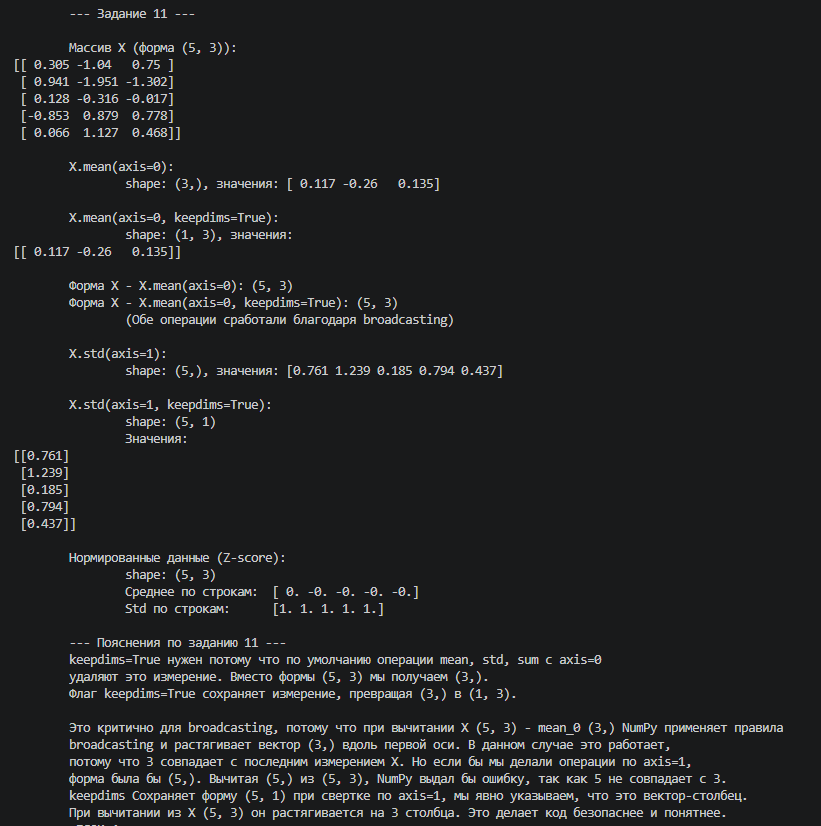 --- Задание 11 ---
Массив X (форма (5, 3)):
[[ 0.305 -1.04   0.75 ]
 [ 0.941 -1.951 -1.302]
 [ 0.128 -0.316 -0.017]
 [-0.853  0.879  0.778]
 [ 0.066  1.127  0.468]]
X.mean(axis=0):
shape: (3,), значения: [ 0.117 -0.26   0.135]
X.mean(axis=0, keepdims=True):
shape: (1, 3), значения:
[[ 0.117 -0.26   0.135]]
Форма X - X.mean(axis=0): (5, 3)
Форма X - X.mean(axis=0, keepdims=True): (5, 3)
(Обе операции сработали благодаря broadcasting)
X.std(axis=1):
shape: (5,), значения: [0.761 1.239 0.185 0.794 0.437]
X.std(axis=1, keepdims=True):
shape: (5, 1)
Значения:
[[0.761]
 [1.239]
 [0.185]
 [0.794]
 [0.437]]
Нормированные данные (Z-score):
shape: (5, 3)
Среднее по строкам:  [ 0. -0. -0. -0. -0.]
Std по строкам:      [1. 1. 1. 1. 1.]
--- Пояснения по заданию 11 ---
keepdims=True нужен потому что по умолчанию операции mean, std, sum с axis=0
удаляют это измерение. Вместо формы (5, 3) мы получаем (3,).
Флаг keepdims=True сохраняет измерение, превращая (3,) в (1, 3).
Это критично для broadcasting, потому что при вычитании X (5, 3) - mean_0 (3,) NumPy применяет правила
broadcasting и растягивает вектор (3,) вдоль первой оси. В данном случае это работает,
потому что 3 совпадает с последним измерением X. Но если бы мы делали операции по axis=1,
форма была бы (5,). Вычитая (5,) из (5, 3), NumPy выдал бы ошибку, так как 5 не совпадает с 3.
keepdims Сохраняет форму (5, 1) при свертке по axis=1, мы явно указываем, что это вектор-столбец.
При вычитании из X (5, 3) он растягивается на 3 столбца. Это делает код безопаснее и понятнее.